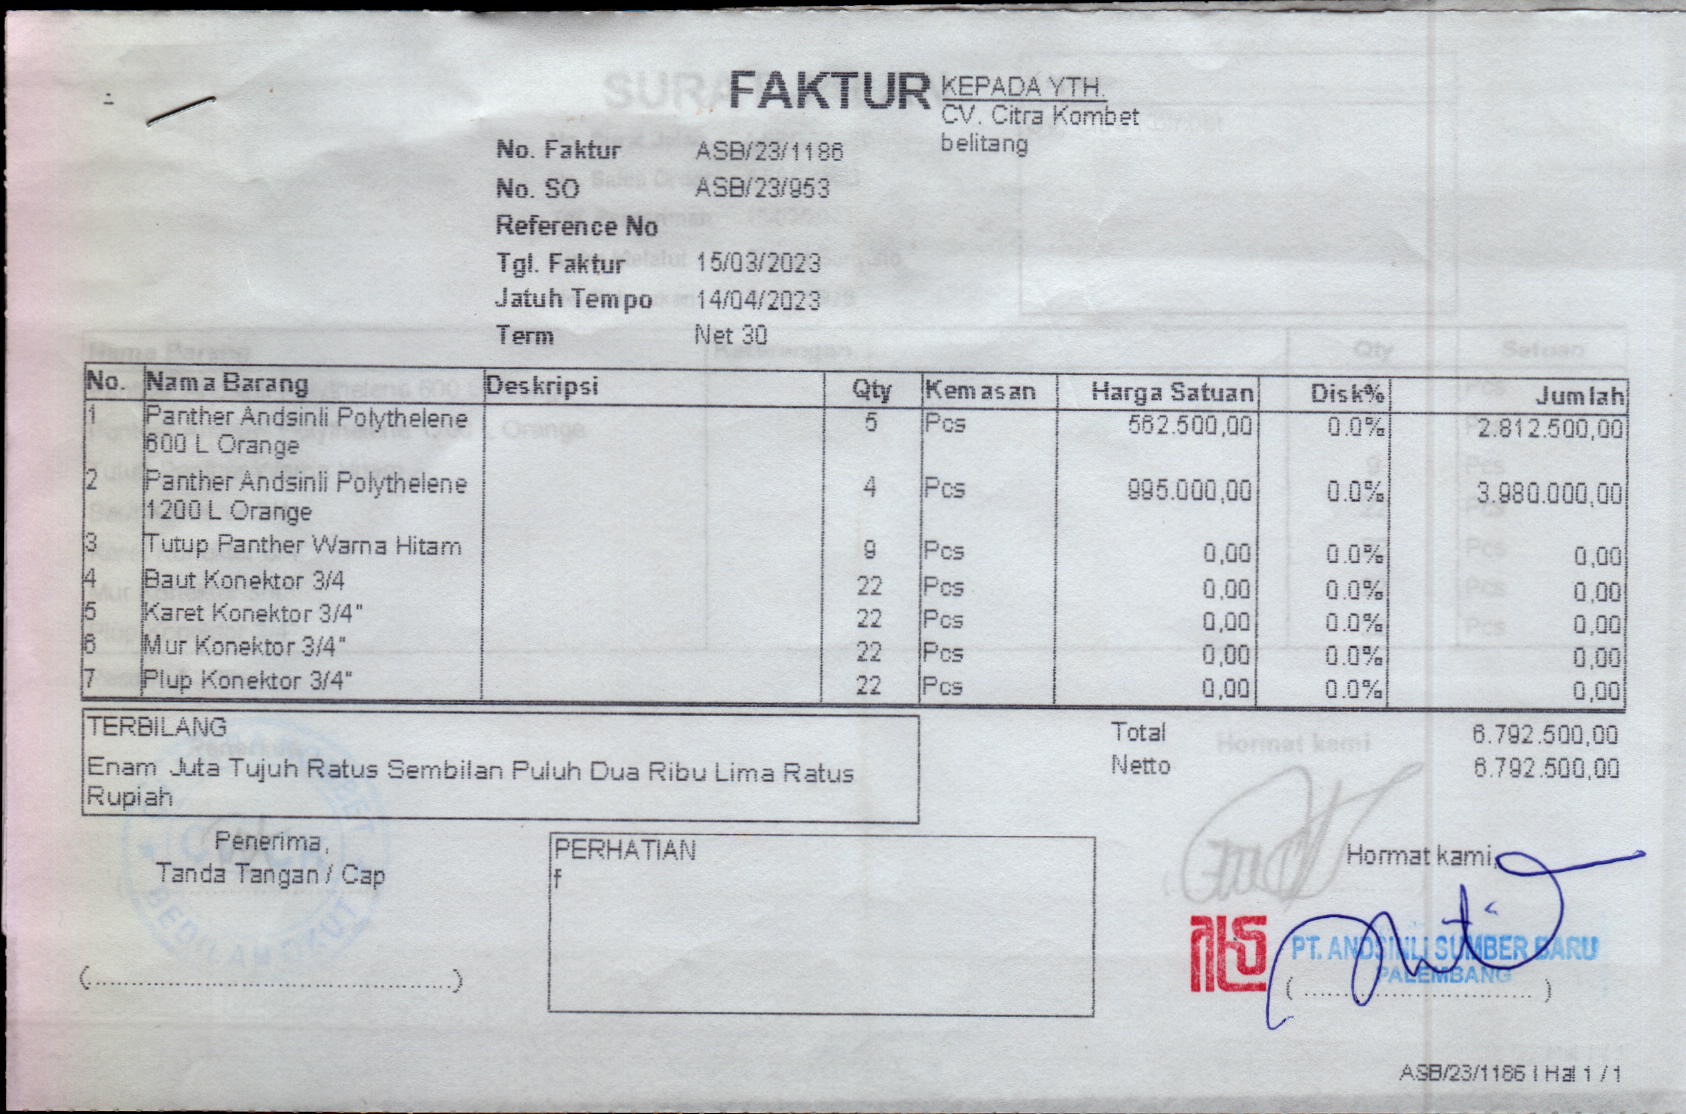 FAKTUR
KEPADA YTH.
CV. Citra Kombet
belitang
No. Faktur ASB/23/1186
No. SO ASB/23/953
Reference No
Tgl. Faktur 15/03/2023
Jatuh Tempo 14/04/2023
Term Net 30
No. Nama Barang Deskripsi Qty Kemasan Harga Satuan Disk% Jumlah
1 Panther Andsinli Polythelene 600 L Orange 5 Pcs 562.500,00 0.0% 2.812.500,00
2 Panther Andsinli Polythelene 1200 L Orange 4 Pcs 995.000,00 0.0% 3.980.000,00
3 Tutup Panther Warna Hitam 9 Pcs 0,00 0.0% 0,00
4 Baut Konektor 3/4 22 Pcs 0,00 0.0% 0,00
5 Karet Konektor 3/4" 22 Pcs 0,00 0.0% 0,00
6 Mur Konektor 3/4" 22 Pcs 0,00 0.0% 0,00
7 Plup Konektor 3/4" 22 Pcs 0,00 0.0% 0,00
TERBILANG
Enam Juta Tujuh Ratus Sembilan Puluh Dua Ribu Lima Ratus
Rupiah
Total 6.792.500,00
Netto 6.792.500,00
Penerima,
Tanda Tangan / Cap
(................................................)
PERHATIAN
f
Hormat kami,
PT. ANDSINLI SUMBER BARU
PALEMBANG
( .............................. )
ASB/23/1186 | Hal 1 / 1